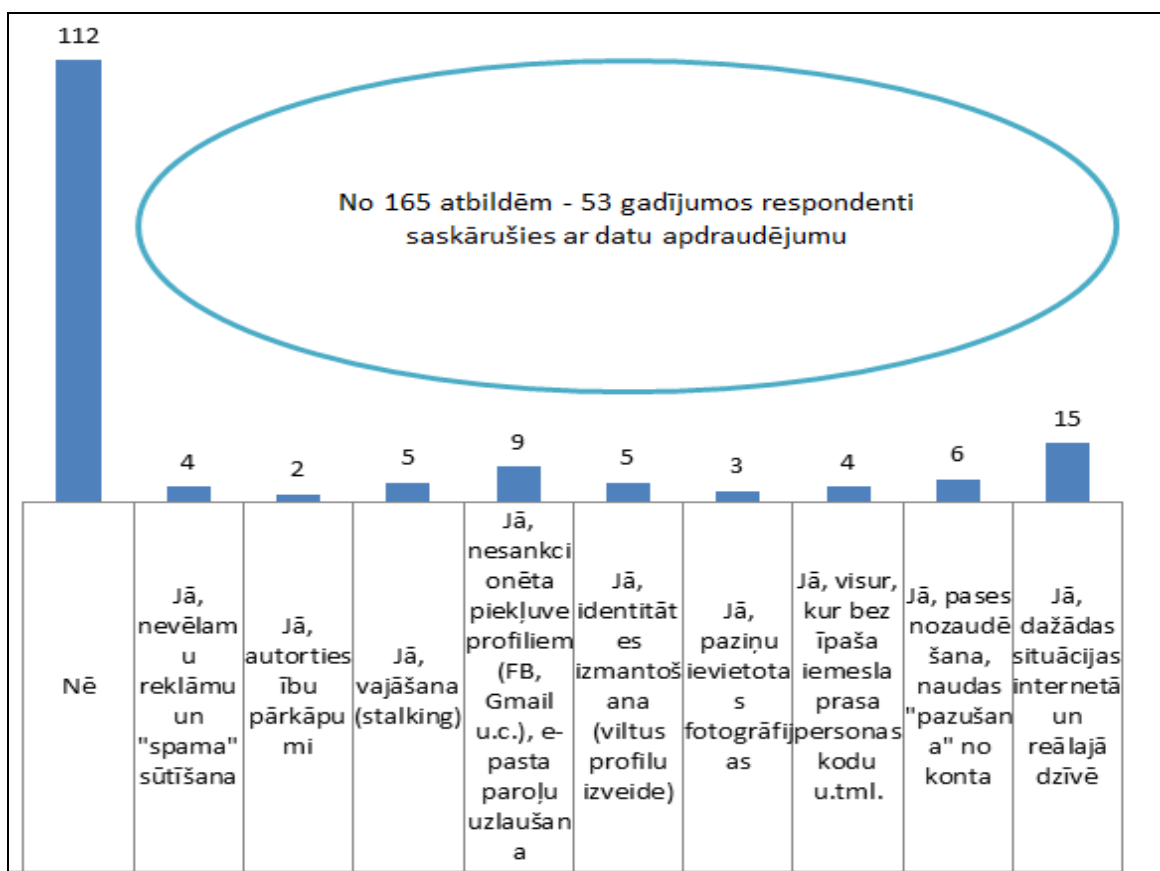 112
No 165 atbildēm - 53 gadījumos respondenti
saskārušies ar datu apdraudējumu
4
2
5
9
5
3
4
6
15
Nē
Jā,
nevēlam
u
reklāmu
un
"spama"
sūtīšana
Jā,
autorties
ību
pārkāpu
mi
Jā,
vajāšana
(stalking)
Jā,
nesankci
onēta
piekļuve
profiliem
(FB,
Gmail
u.c.), e-
pasta
paroļu
uzlaušan
a
Jā,
identitāt
es
izmantoš
ana
(viltus
profilu
izveide)
Jā,
paziņu
ievietota
s
fotogrāfij
as
Jā, visur,
kur bez
īpaša
iemesla
prasa
personas
kodu
u.tml.
Jā, pases
nozaudē
šana,
naudas
"pazušan
a" no
konta
Jā,
dažādas
situācijas
internetā
un
reālajā
dzīvē